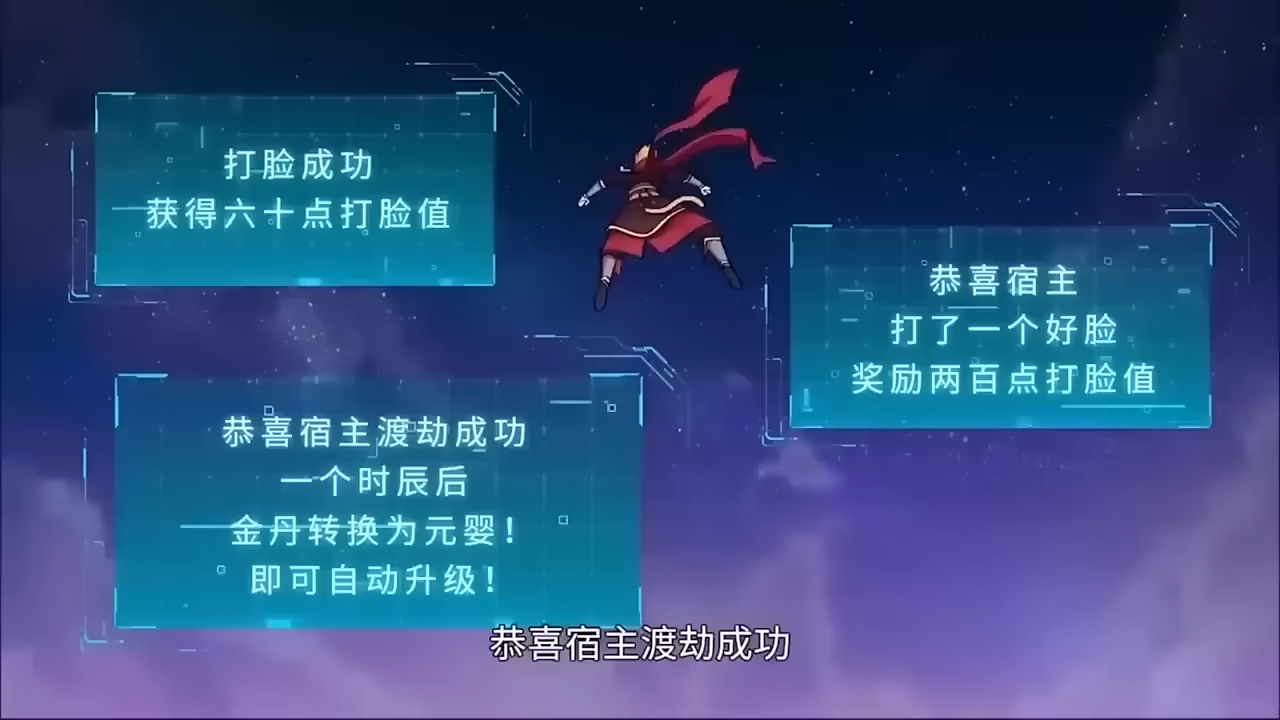 打脸成功
获得六十点打脸值
恭喜宿主
打了一个好脸
奖励两百点打脸值
恭喜宿主渡劫成功
一个时辰后
金丹转换为元婴！
即可自动升级！
恭喜宿主渡劫成功